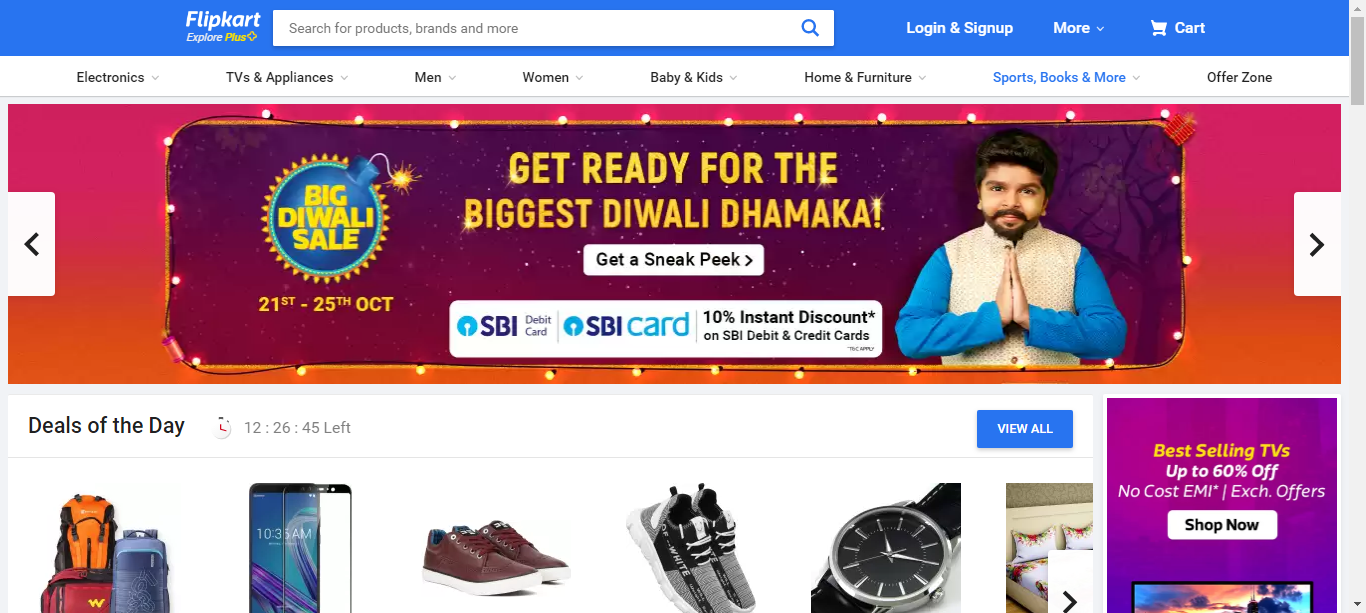 Flipkart
Explore Plus
Search for products, brands and more
Login & Signup
More
Cart
Electronics
TVs & Appliances
Men
Women
Baby & Kids
Home & Furniture
Sports, Books & More
Offer Zone
BIG
DIWALI
SALE
21ST - 25TH OCT
GET READY FOR THE
BIGGEST DIWALI DHAMAKA!
Get a Sneak Peek >
SBI Debit
Card
SBI card
10% Instant Discount*
on SBI Debit & Credit Cards
*T&C APPLY
Deals of the Day
12 : 26 : 45 Left
VIEW ALL
10:35 AM
OFF-WHITE
Best Selling TVs
Up to 60% Off
No Cost EMI* | Exch. Offers
Shop Now